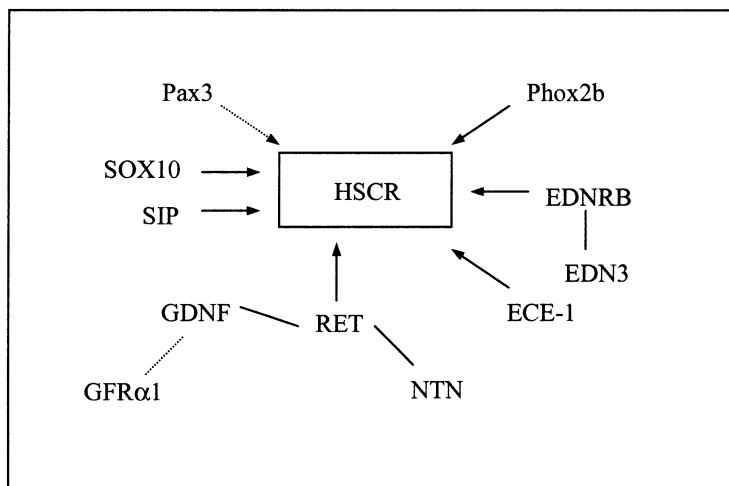 Pax3
Phox2b
SOX10
HSCR
EDNRB
SIP
EDN3
GDNF
RET
ECE-1
GFRα1
NTN